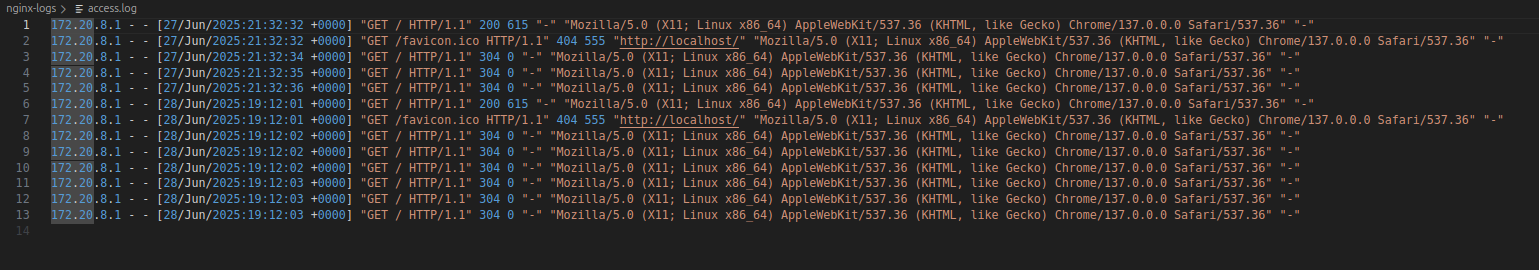 nginx-logs > access.log
1 172.20.8.1 - - [27/Jun/2025:21:32:32 +0000] "GET / HTTP/1.1" 200 615 "-" "Mozilla/5.0 (X11; Linux x86_64) AppleWebKit/537.36 (KHTML, like Gecko) Chrome/137.0.0.0 Safari/537.36" "-"
2 172.20.8.1 - - [27/Jun/2025:21:32:32 +0000] "GET /favicon.ico HTTP/1.1" 404 555 "http://localhost/" "Mozilla/5.0 (X11; Linux x86_64) AppleWebKit/537.36 (KHTML, like Gecko) Chrome/137.0.0.0 Safari/537.36" "-"
3 172.20.8.1 - - [27/Jun/2025:21:32:34 +0000] "GET / HTTP/1.1" 304 0 "-" "Mozilla/5.0 (X11; Linux x86_64) AppleWebKit/537.36 (KHTML, like Gecko) Chrome/137.0.0.0 Safari/537.36" "-"
4 172.20.8.1 - - [27/Jun/2025:21:32:35 +0000] "GET / HTTP/1.1" 304 0 "-" "Mozilla/5.0 (X11; Linux x86_64) AppleWebKit/537.36 (KHTML, like Gecko) Chrome/137.0.0.0 Safari/537.36" "-"
5 172.20.8.1 - - [27/Jun/2025:21:32:36 +0000] "GET / HTTP/1.1" 304 0 "-" "Mozilla/5.0 (X11; Linux x86_64) AppleWebKit/537.36 (KHTML, like Gecko) Chrome/137.0.0.0 Safari/537.36" "-"
6 172.20.8.1 - - [28/Jun/2025:19:12:01 +0000] "GET / HTTP/1.1" 200 615 "-" "Mozilla/5.0 (X11; Linux x86_64) AppleWebKit/537.36 (KHTML, like Gecko) Chrome/137.0.0.0 Safari/537.36" "-"
7 172.20.8.1 - - [28/Jun/2025:19:12:01 +0000] "GET /favicon.ico HTTP/1.1" 404 555 "http://localhost/" "Mozilla/5.0 (X11; Linux x86_64) AppleWebKit/537.36 (KHTML, like Gecko) Chrome/137.0.0.0 Safari/537.36" "-"
8 172.20.8.1 - - [28/Jun/2025:19:12:02 +0000] "GET / HTTP/1.1" 304 0 "-" "Mozilla/5.0 (X11; Linux x86_64) AppleWebKit/537.36 (KHTML, like Gecko) Chrome/137.0.0.0 Safari/537.36" "-"
9 172.20.8.1 - - [28/Jun/2025:19:12:02 +0000] "GET / HTTP/1.1" 304 0 "-" "Mozilla/5.0 (X11; Linux x86_64) AppleWebKit/537.36 (KHTML, like Gecko) Chrome/137.0.0.0 Safari/537.36" "-"
10 172.20.8.1 - - [28/Jun/2025:19:12:02 +0000] "GET / HTTP/1.1" 304 0 "-" "Mozilla/5.0 (X11; Linux x86_64) AppleWebKit/537.36 (KHTML, like Gecko) Chrome/137.0.0.0 Safari/537.36" "-"
11 172.20.8.1 - - [28/Jun/2025:19:12:03 +0000] "GET / HTTP/1.1" 304 0 "-" "Mozilla/5.0 (X11; Linux x86_64) AppleWebKit/537.36 (KHTML, like Gecko) Chrome/137.0.0.0 Safari/537.36" "-"
12 172.20.8.1 - - [28/Jun/2025:19:12:03 +0000] "GET / HTTP/1.1" 304 0 "-" "Mozilla/5.0 (X11; Linux x86_64) AppleWebKit/537.36 (KHTML, like Gecko) Chrome/137.0.0.0 Safari/537.36" "-"
13 172.20.8.1 - - [28/Jun/2025:19:12:03 +0000] "GET / HTTP/1.1" 304 0 "-" "Mozilla/5.0 (X11; Linux x86_64) AppleWebKit/537.36 (KHTML, like Gecko) Chrome/137.0.0.0 Safari/537.36" "-"
14